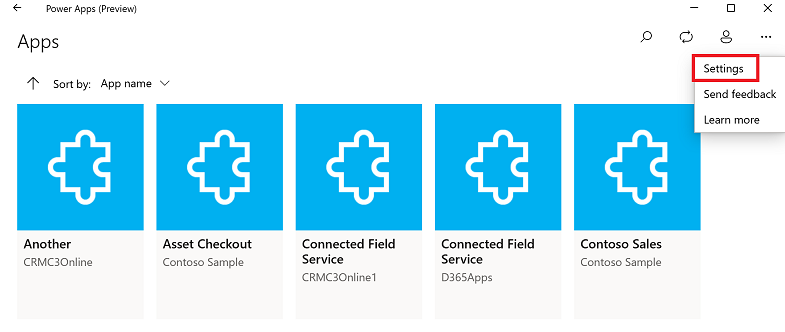 Power Apps (Preview)
Apps
Settings
Send feedback
Learn more
Sort by: App name
Another
CRMC3Online
Asset Checkout
Contoso Sample
Connected Field
Service
CRMC3Online1
Connected Field
Service
D365Apps
Contoso Sales
Contoso Sample